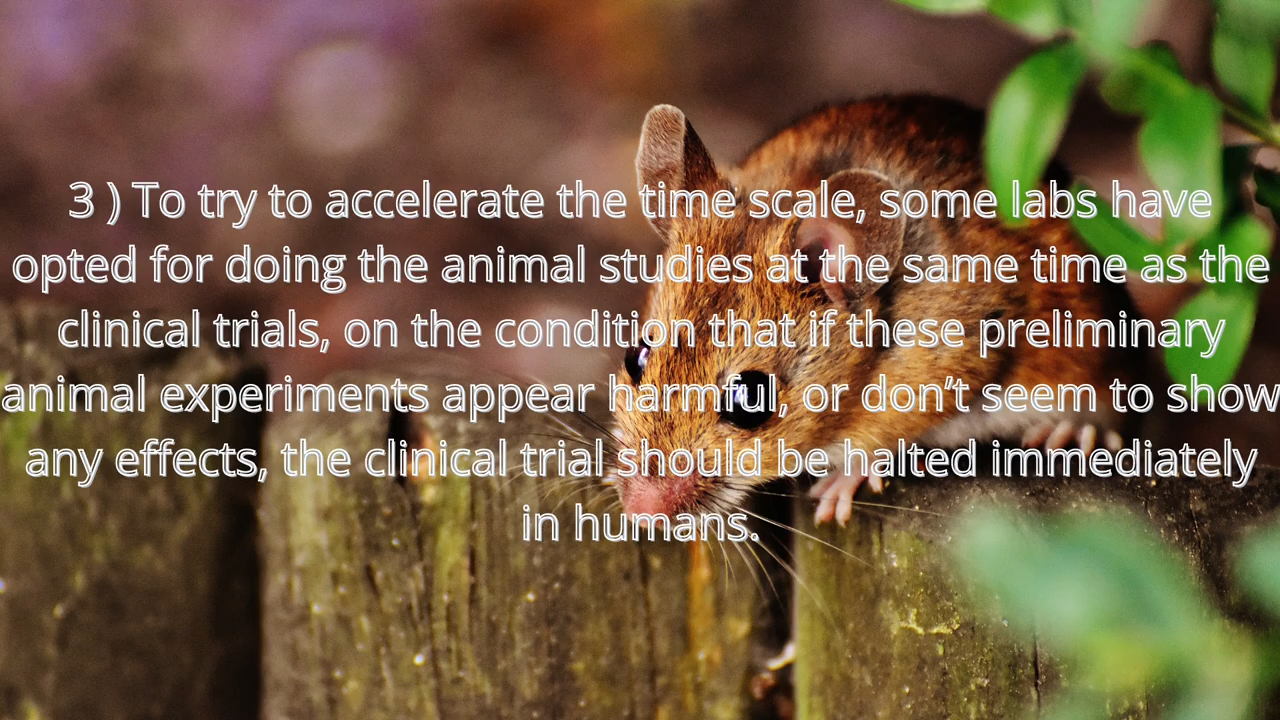 3 ) To try to accelerate the time scale, some labs have
opted for doing the animal studies at the same time as the
clinical trials, on the condition that if these preliminary
animal experiments appear harmful, or don’t seem to show
any effects, the clinical trial should be halted immediately
in humans.